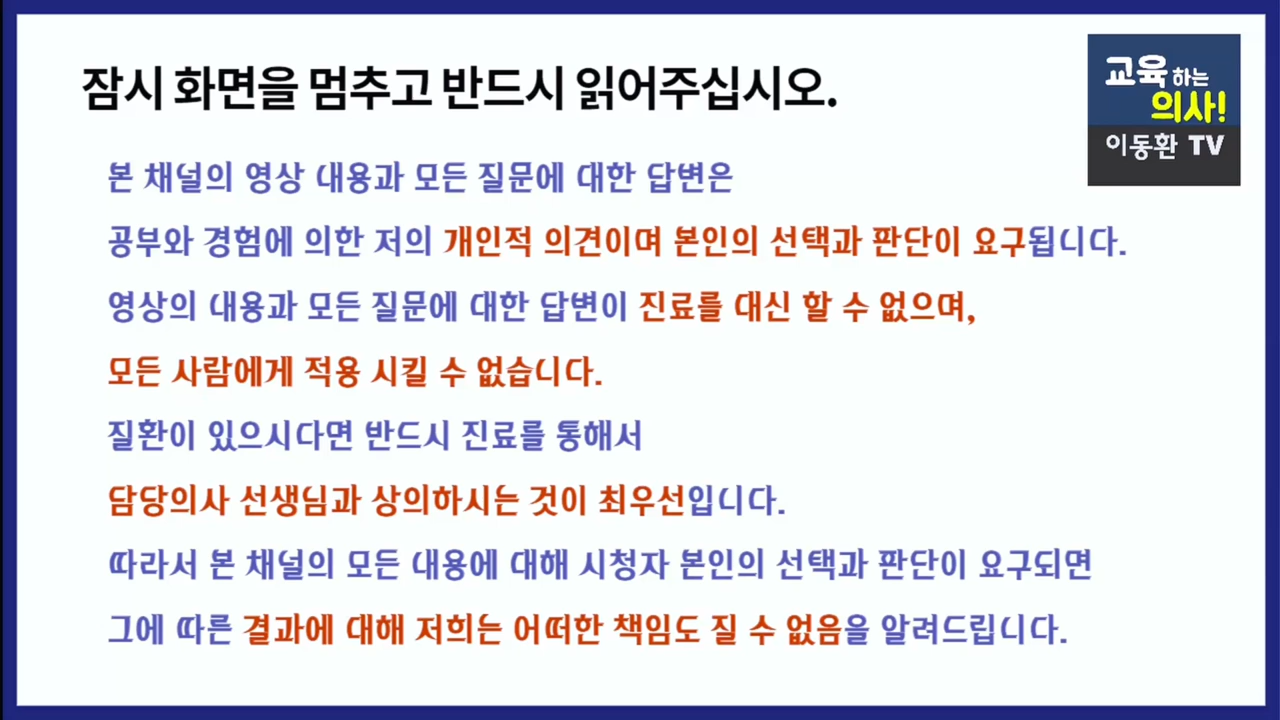 잠시 화면을 멈추고 반드시 읽어주십시오.
교육하는
의사!
이동환 TV
본 채널의 영상 내용과 모든 질문에 대한 답변은
공부와 경험에 의한 저의 개인적 의견이며 본인의 선택과 판단이 요구됩니다.
영상의 내용과 모든 질문에 대한 답변이 진료를 대신 할 수 없으며,
모든 사람에게 적용 시킬 수 없습니다.
질환이 있으시다면 반드시 진료를 통해서
담당의사 선생님과 상의하시는 것이 최우선입니다.
따라서 본 채널의 모든 내용에 대해 시청자 본인의 선택과 판단이 요구되면
그에 따른 결과에 대해 저희는 어떠한 책임도 질 수 없음을 알려드립니다.